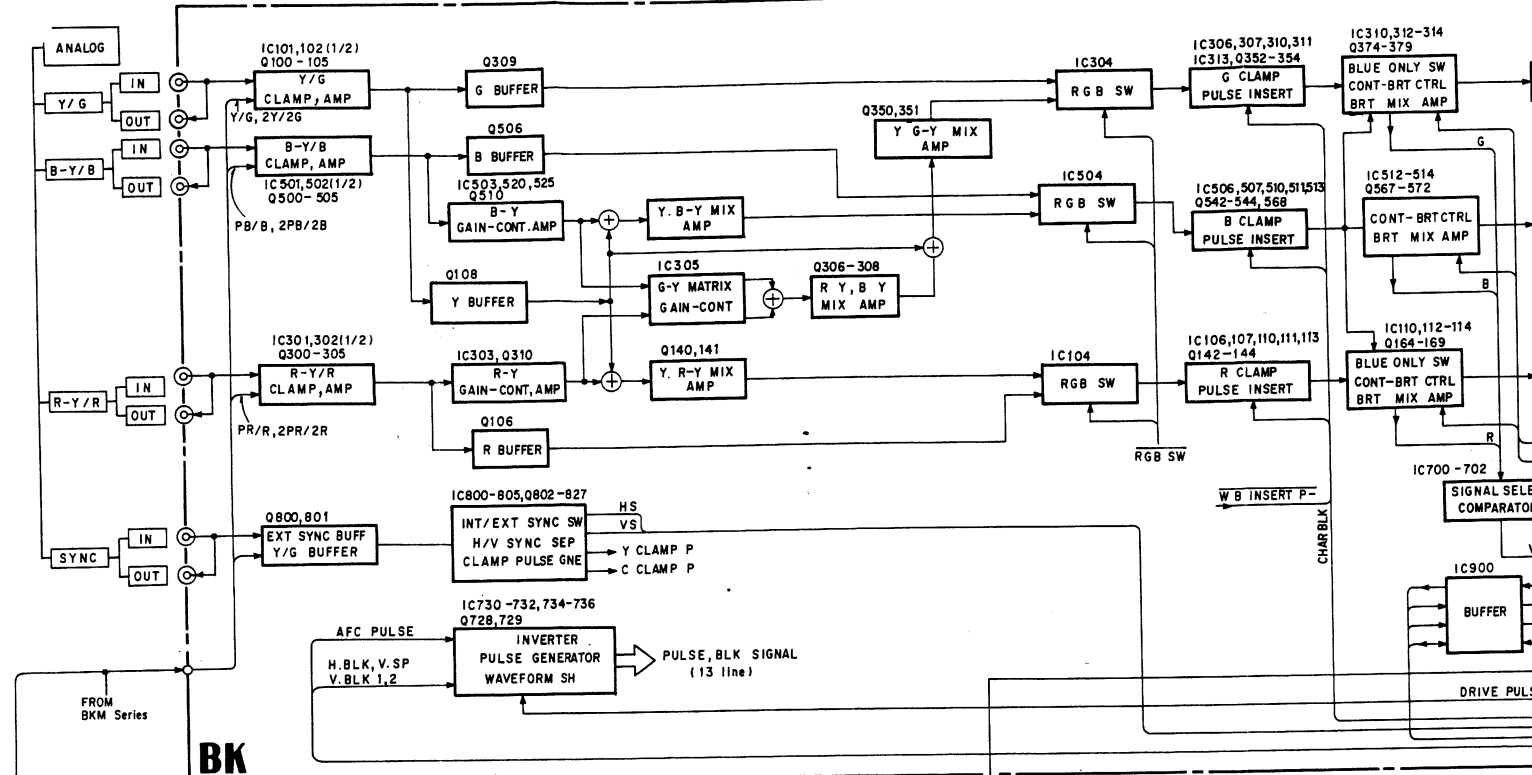 ANALOG
IN
Y/G
OUT
IN
B-Y/B
OUT
IN
R-Y/R
OUT
IN
SYNC
OUT
FROM
BKM Series
BK
IC101,102(1/2)
Q100-105
Y/G
CLAMP, AMP
Y/G, 2Y/2G
B-Y/B
CLAMP, AMP
IC501,502(1/2)
Q500-505
PB/B, 2PB/2B
IC301,302(1/2)
Q300-305
R-Y/R
CLAMP, AMP
PR/R, 2PR/2R
Q800,801
EXT SYNC BUFF
Y/G BUFFER
Q309
G BUFFER
Q506
B BUFFER
IC503,520,525
Q510
B-Y
GAIN-CONT. AMP
Q108
Y BUFFER
IC303, Q310
R-Y
GAIN-CONT, AMP
Q106
R BUFFER
Y. B-Y MIX
AMP
IC305
G-Y MATRIX
GAIN-CONT
Q140,141
Y. R-Y MIX
AMP
Q306-308
R Y, B Y
MIX AMP
Q350,351
Y G-Y MIX
AMP
IC800-805,Q802-827
INT/EXT SYNC SW
H/V SYNC SEP
CLAMP PULSE GNE
HS
VS
Y CLAMP P
C CLAMP P
IC730-732,734-736
Q728,729
INVERTER
PULSE GENERATOR
WAVEFORM SH
AFC PULSE
H.BLK, V.SP
V.BLK 1,2
PULSE, BLK SIGNAL
(13 line)
IC304
RGB SW
IC504
RGB SW
IC104
RGB SW
RGB SW
IC306,307,310,311
IC313, Q352-354
G CLAMP
PULSE INSERT
IC506,507,510,511,513
Q542-544, 568
B CLAMP
PULSE INSERT
IC106,107,110,111,113
Q142-144
R CLAMP
PULSE INSERT
W B INSERT P-
CHAR BLK
IC310,312-314
Q374-379
BLUE ONLY SW
CONT-BRT CTRL
BRT MIX AMP
G
IC512-514
Q567-572
CONT-BRT CTRL
BRT MIX AMP
B
IC110,112-114
Q164-169
BLUE ONLY SW
CONT-BRT CTRL
BRT MIX AMP
R
IC700-702
SIGNAL SELE
COMPARATO
IC900
BUFFER
DRIVE PULS